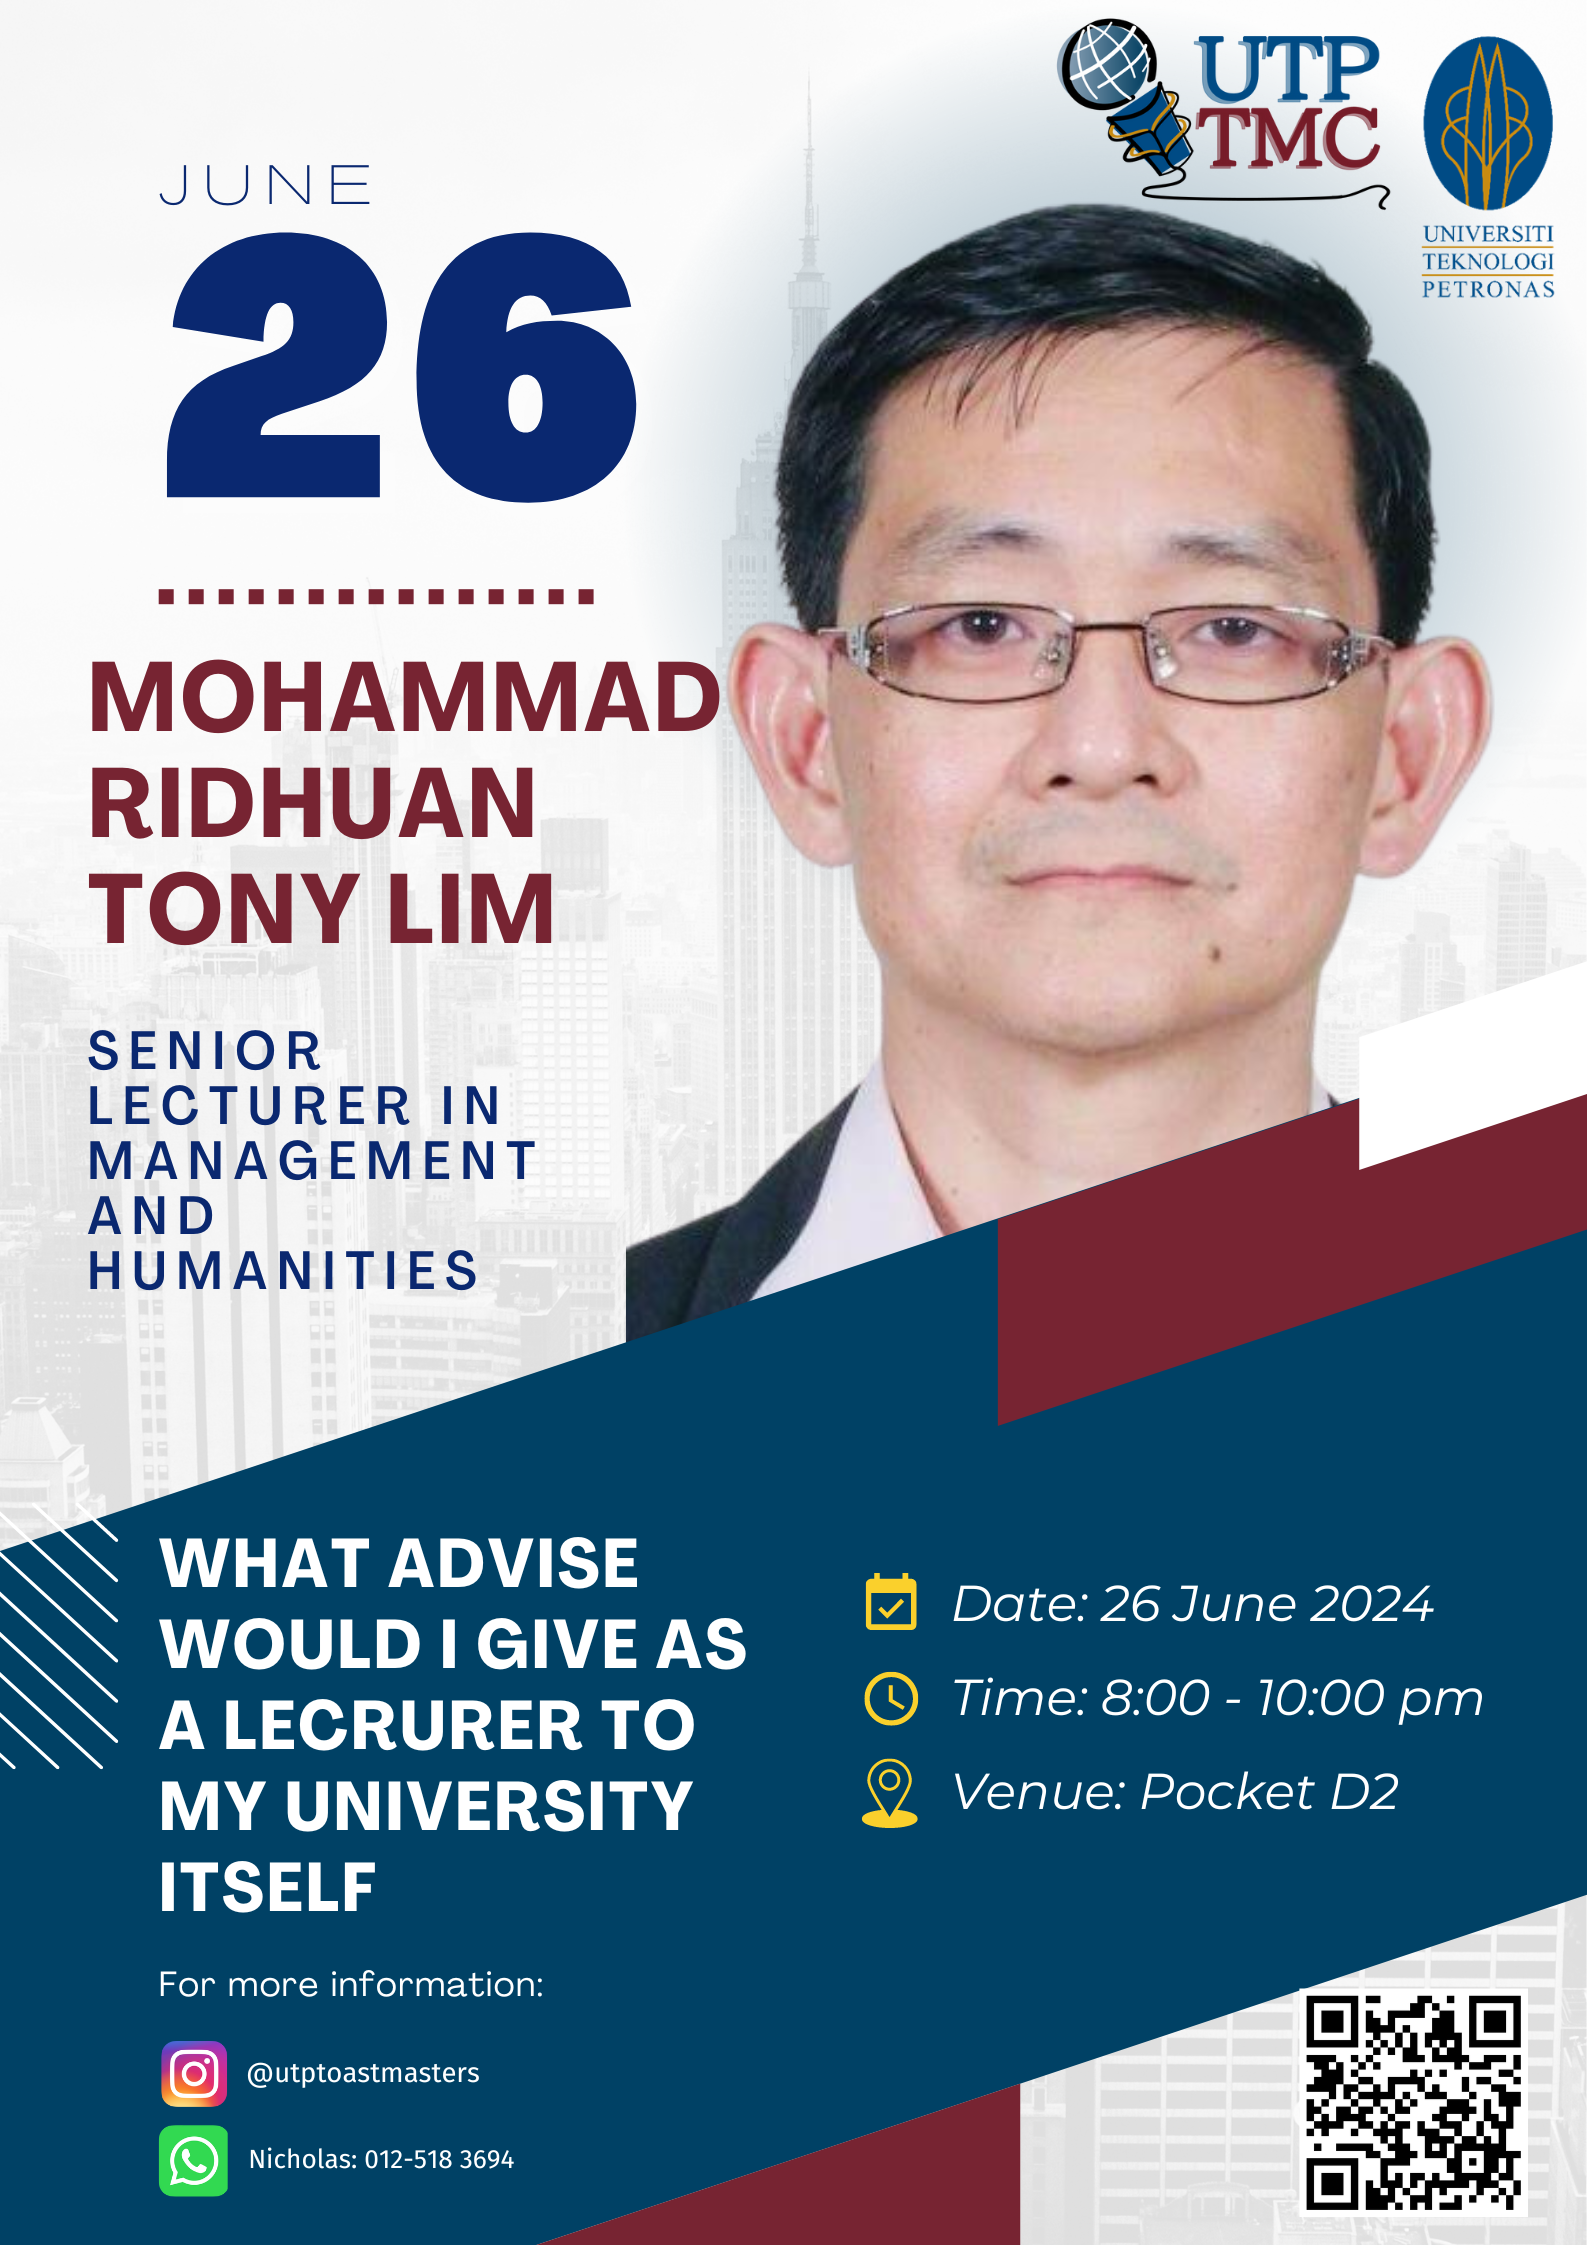 UTP
TMC
UNIVERSITI
TEKNOLOGI
PETRONAS
JUNE
26
MOHAMMAD
RIDHUAN
TONY LIM
SENIOR
LECTURER IN
MANAGEMENT
AND
HUMANITIES
WHAT ADVISE
WOULD I GIVE AS
A LECRURER TO
MY UNIVERSITY
ITSELF
Date: 26 June 2024
Time: 8:00 - 10:00 pm
Venue: Pocket D2
For more information:
@utptoastmasters
Nicholas: 012-518 3694